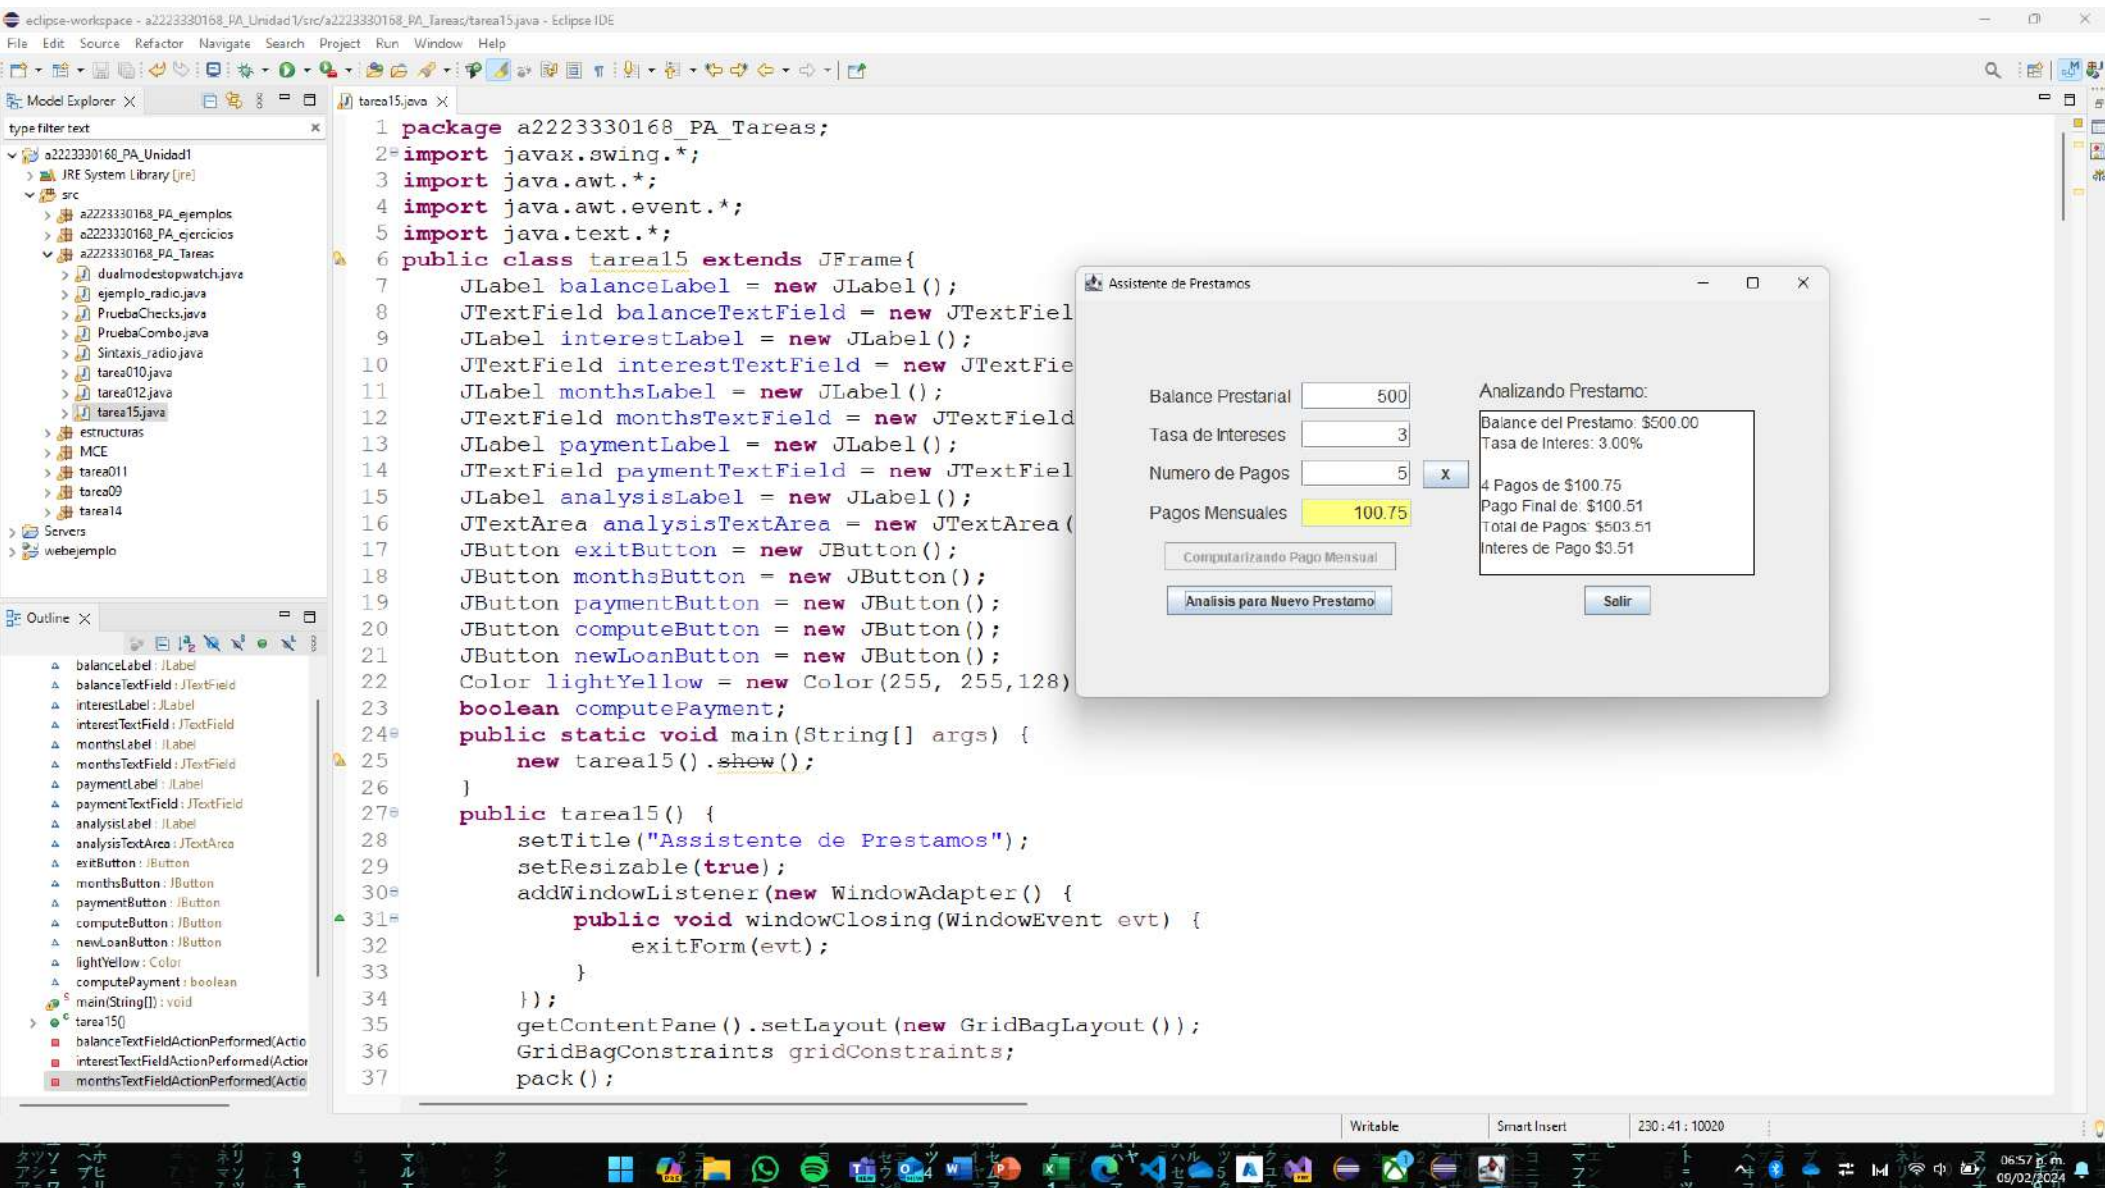 eclipse-workspace - a2223330168_PA_Unidad1/src/a2223330168_PA_Tareas/tarea15.java - Eclipse IDE
File Edit Source Refactor Navigate Search Project Run Window Help
Model Explorer
type filter text
a2223330168_PA_Unidad1
JRE System Library [jre]
src
a2223330168_PA_ejemplos
a2223330168_PA_ejercicios
a2223330168_PA_Tareas
dualmodestopwatch.java
ejemplo_radio.java
PruebaChecks.java
PruebaCombo.java
Sintaxis_radio.java
tarea010.java
tarea012.java
tarea15.java
estructuras
MCE
tarea011
tarea09
tarea14
Servers
webejemplo
Outline
balanceLabel : JLabel
balanceTextField : JTextField
interestLabel : JLabel
interestTextField : JTextField
monthsLabel : JLabel
monthsTextField : JTextField
paymentLabel : JLabel
paymentTextField : JTextField
analysisLabel : JLabel
analysisTextArea : JTextArea
exitButton : JButton
monthsButton : JButton
paymentButton : JButton
computeButton : JButton
newLoanButton : JButton
lightYellow : Color
computePayment : boolean
main(String[]) : void
tarea15()
balanceTextFieldActionPerformed(Actio
interestTextFieldActionPerformed(Action
monthsTextFieldActionPerformed(Actio
tarea15.java
1 package a2223330168_PA_Tareas;
2 import javax.swing.*;
3 import java.awt.*;
4 import java.awt.event.*;
5 import java.text.*;
6 public class tarea15 extends JFrame{
7 JLabel balanceLabel = new JLabel();
8 JTextField balanceTextField = new JTextFiel
9 JLabel interestLabel = new JLabel();
10 JTextField interestTextField = new JTextFie
11 JLabel monthsLabel = new JLabel();
12 JTextField monthsTextField = new JTextField
13 JLabel paymentLabel = new JLabel();
14 JTextField paymentTextField = new JTextFiel
15 JLabel analysisLabel = new JLabel();
16 JTextArea analysisTextArea = new JTextArea(
17 JButton exitButton = new JButton();
18 JButton monthsButton = new JButton();
19 JButton paymentButton = new JButton();
20 JButton computeButton = new JButton();
21 JButton newLoanButton = new JButton();
22 Color lightYellow = new Color(255, 255,128)
23 boolean computePayment;
24 public static void main(String[] args) {
25 new tarea15().show();
26 }
27 public tarea15() {
28 setTitle("Assistente de Prestamos");
29 setResizable(true);
30 addWindowListener(new WindowAdapter() {
31 public void windowClosing(WindowEvent evt) {
32 exitForm(evt);
33 }
34 });
35 getContentPane().setLayout(new GridBagLayout());
36 GridBagConstraints gridConstraints;
37 pack();
Assistente de Prestamos
Balance Prestarial 500
Tasa de Intereses 3
Numero de Pagos 5 X
Pagos Mensuales 100.75
Computarizando Pago Mensual
Analisis para Nuevo Prestamo
Analizando Prestamo:
Balance del Prestamo: $500.00
Tasa de Interes: 3.00%
4 Pagos de $100.75
Pago Final de: $100.51
Total de Pagos: $503.51
Interes de Pago $3.51
Salir
Writable Smart Insert 230 : 41 : 10020
06:57 p. m.
09/02/2024